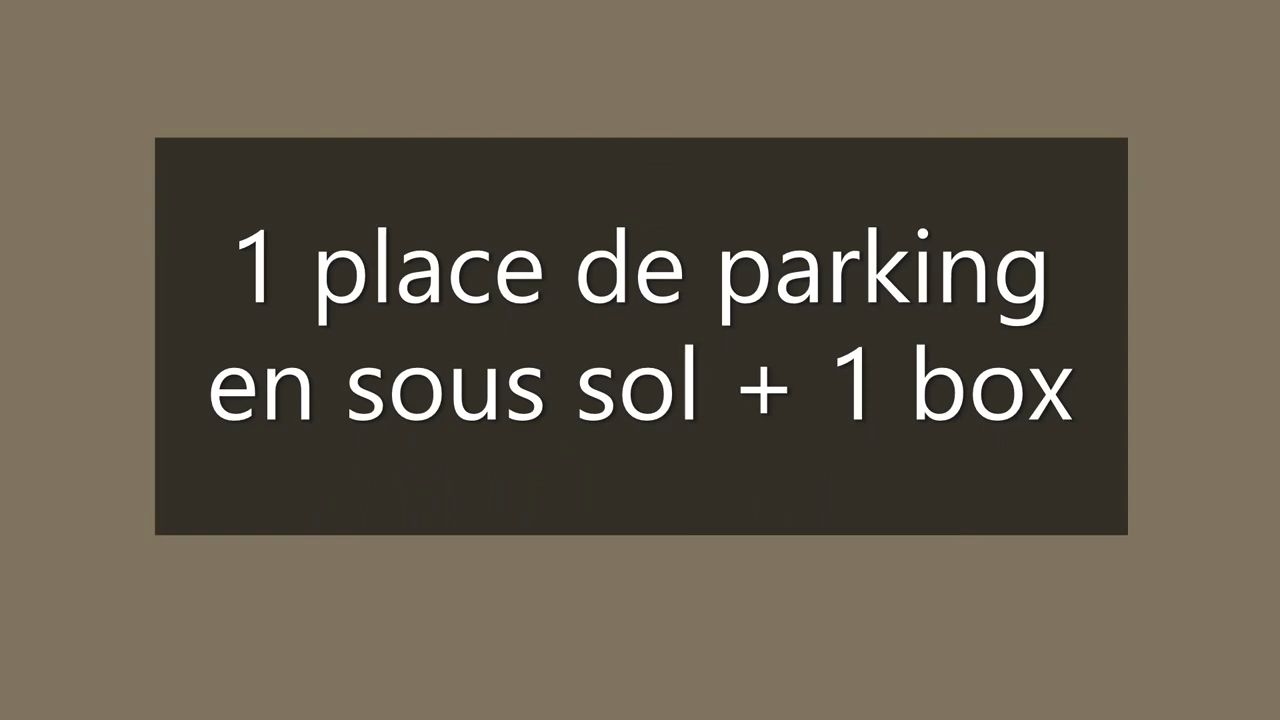 1 place de parking
en sous sol + 1 box